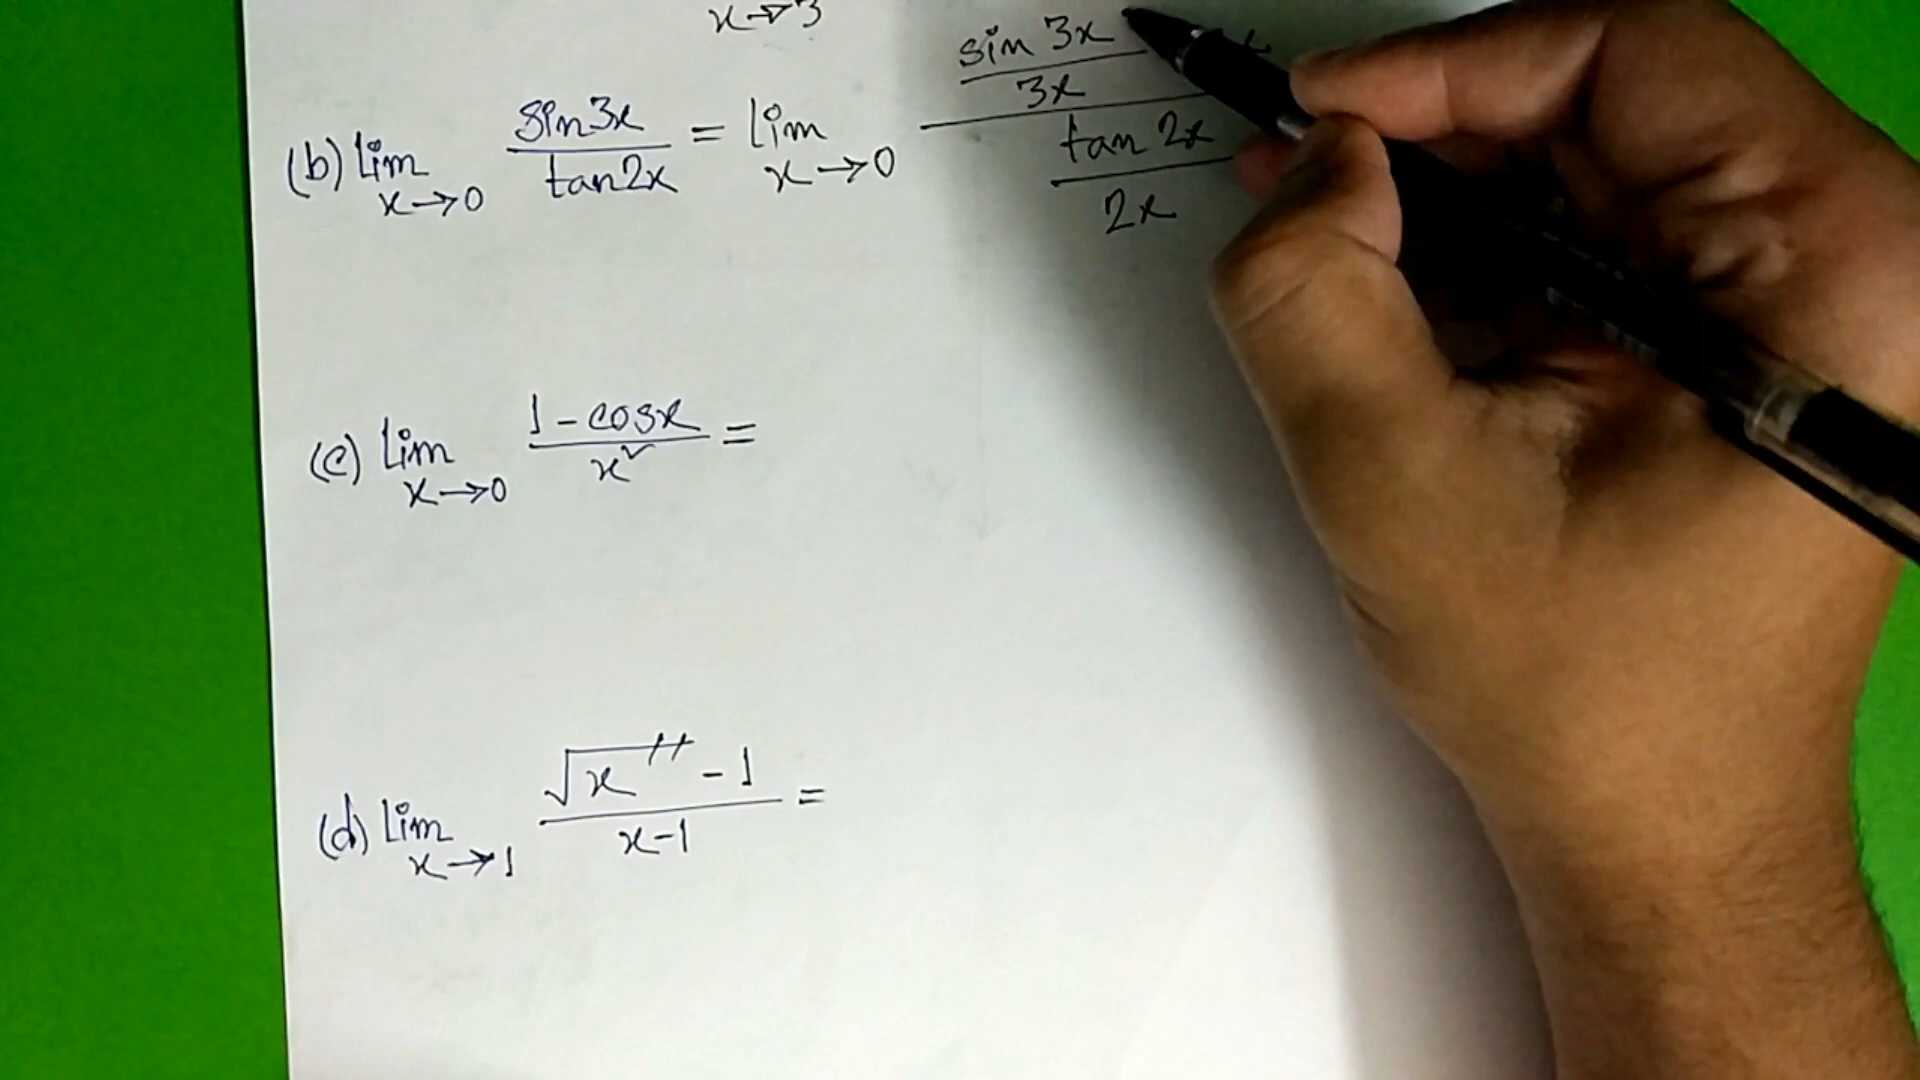 x→3
(b) lim x→0 sin3x/tan2x = lim x→0 (sin 3x/3x)/(tan 2x/2x)
(c) lim x→0 (1-cosx)/x² =
(d) lim x→1 (√x - 1)/(x-1) =